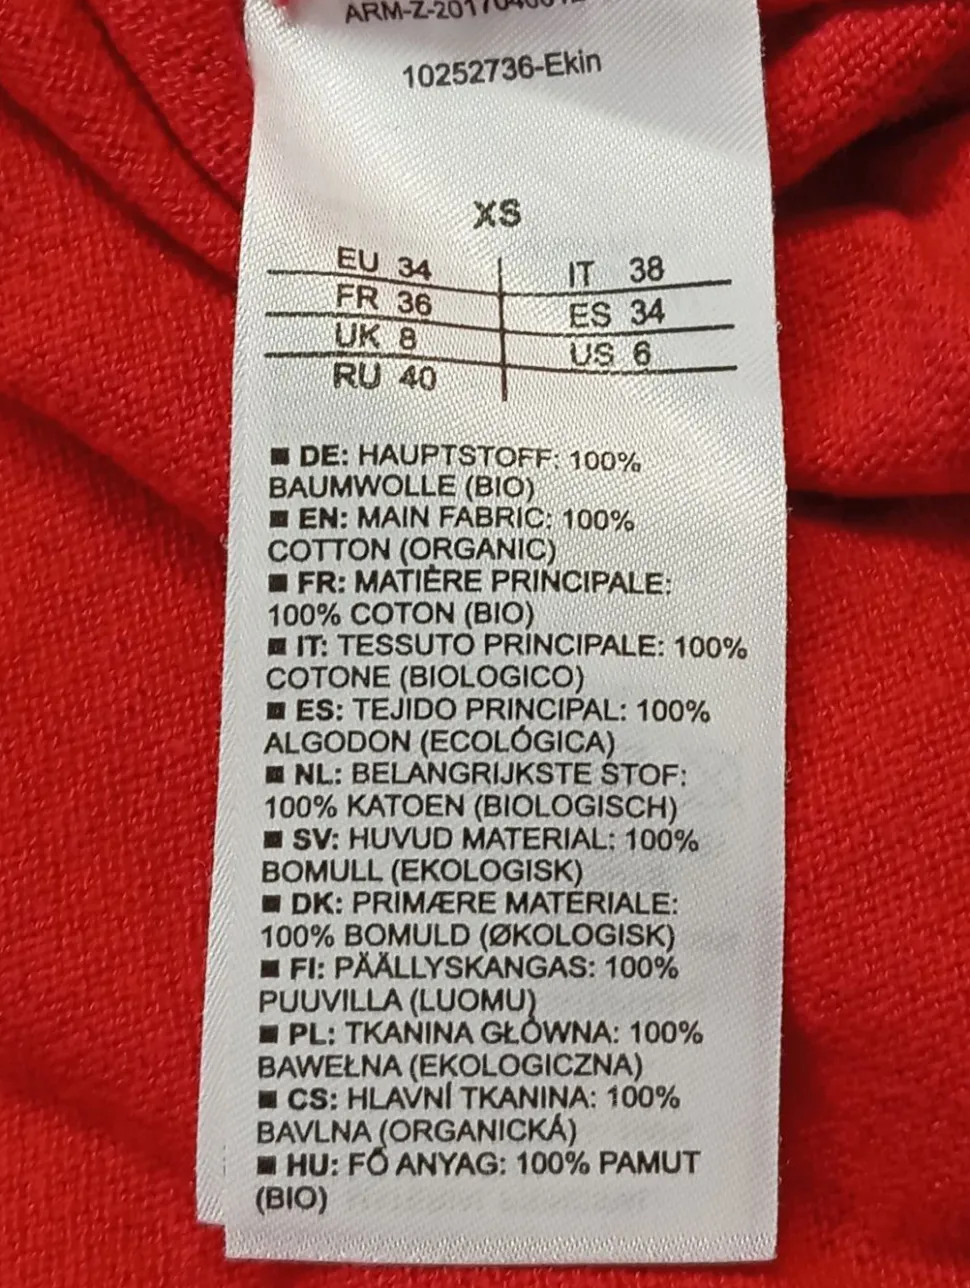 10252736-Ekin
XS
EU 34 IT 38
FR 36 ES 34
UK 8 US 6
RU 40
■ DE: HAUPTSTOFF: 100%
BAUMWOLLE (BIO)
■ EN: MAIN FABRIC: 100%
COTTON (ORGANIC)
■ FR: MATIÈRE PRINCIPALE:
100% COTON (BIO)
■ IT: TESSUTO PRINCIPALE: 100%
COTONE (BIOLOGICO)
■ ES: TEJIDO PRINCIPAL: 100%
ALGODON (ECOLÓGICA)
■ NL: BELANGRIJKSTE STOF:
100% KATOEN (BIOLOGISCH)
■ SV: HUVUD MATERIAL: 100%
BOMULL (EKOLOGISK)
■ DK: PRIMÆRE MATERIALE:
100% BOMULD (ØKOLOGISK)
■ FI: PÄÄLLYSKANGAS: 100%
PUUVILLA (LUOMU)
■ PL: TKANINA GŁÓWNA: 100%
BAWEŁNA (EKOLOGICZNA)
■ CS: HLAVNÍ TKANINA: 100%
BAVLNA (ORGANICKÁ)
■ HU: FŐ ANYAG: 100% PAMUT
(BIO)